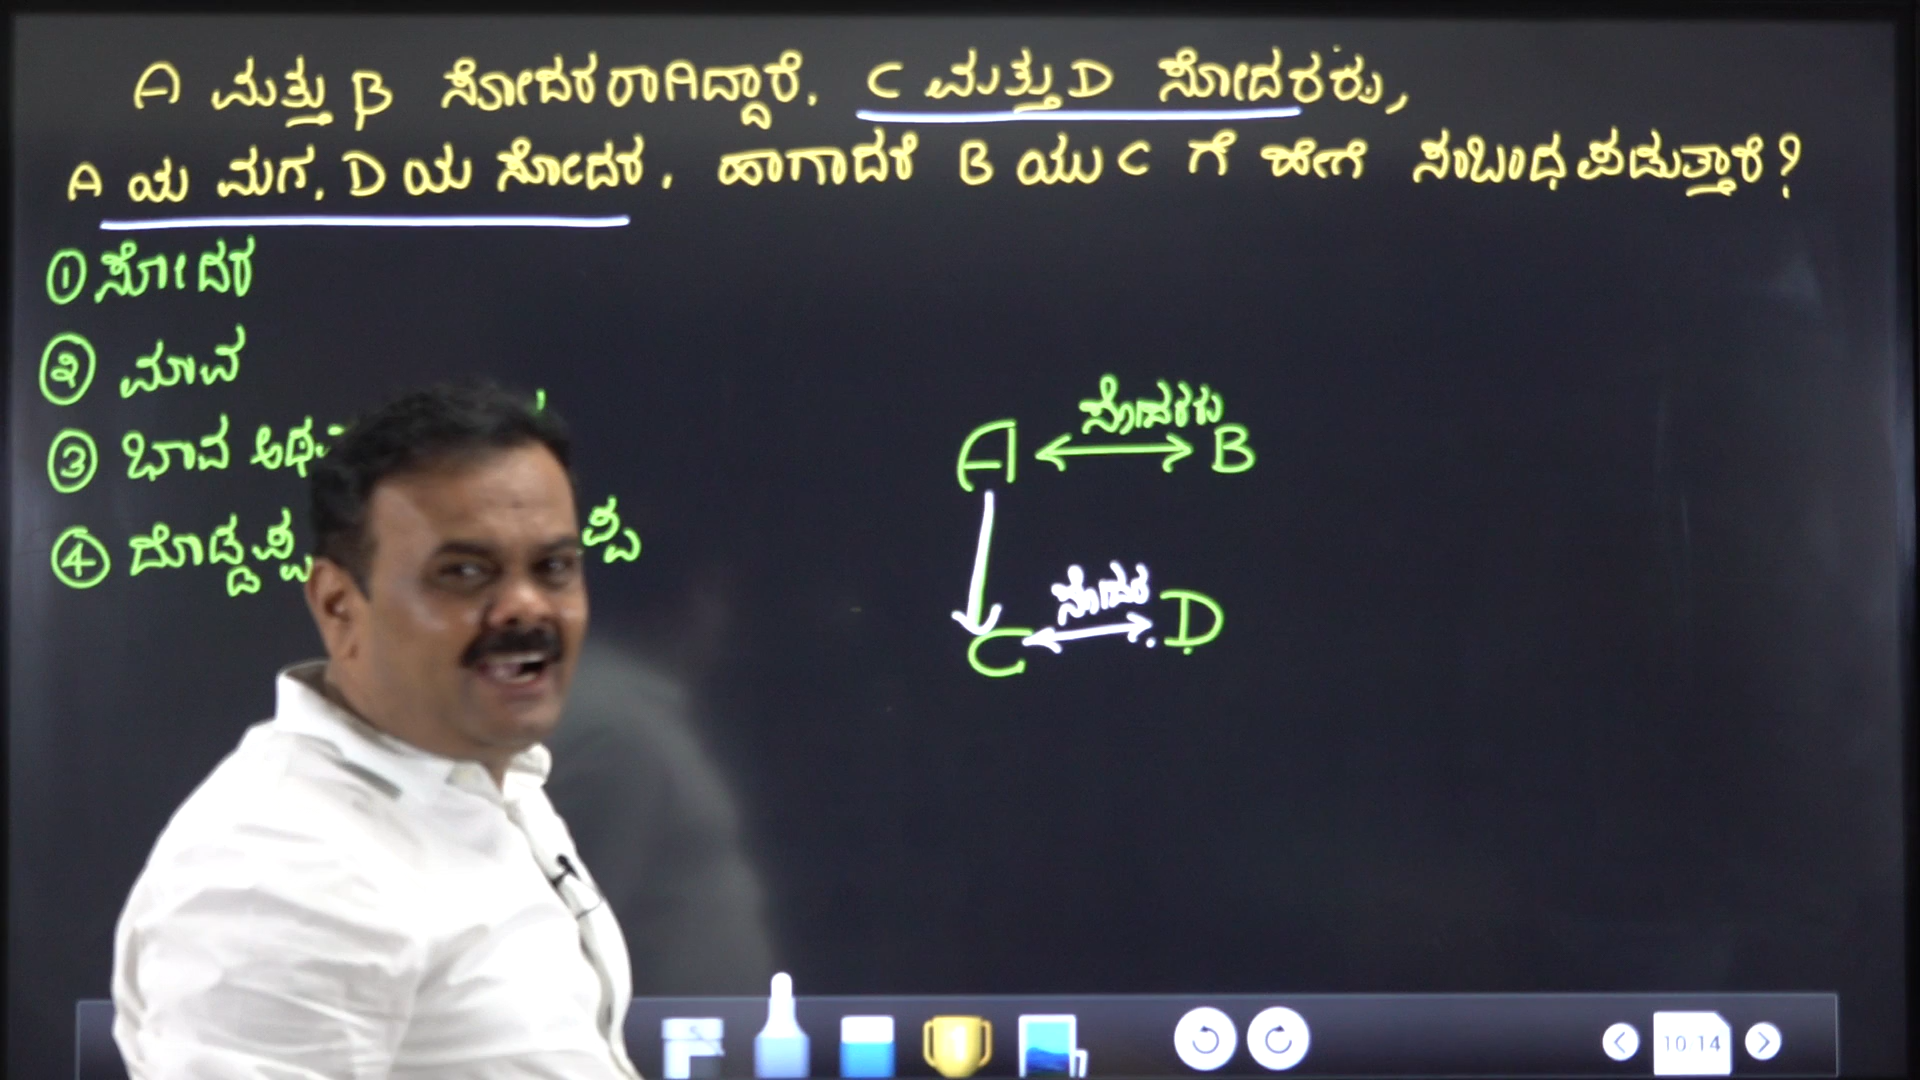 A ಮತ್ತು B ಸೋದರರಾಗಿದ್ದಾರೆ. C ಮತ್ತು D ಸೋದರರು,
A ಯ ಮಗ, D ಯ ಸೋದರ, ಹಾಗಾದರೆ B ಯು C ಗೆ ಹೇಗೆ ಸಂಬಂಧಪಡುತ್ತಾರೆ?
① ಸೋದರ
② ಮಾವ
③ ಭಾವ
④ ದೊಡ್ಡಪ್ಪ
ಸೋದರರು
A B
ಸೋದರ
C D
10 14